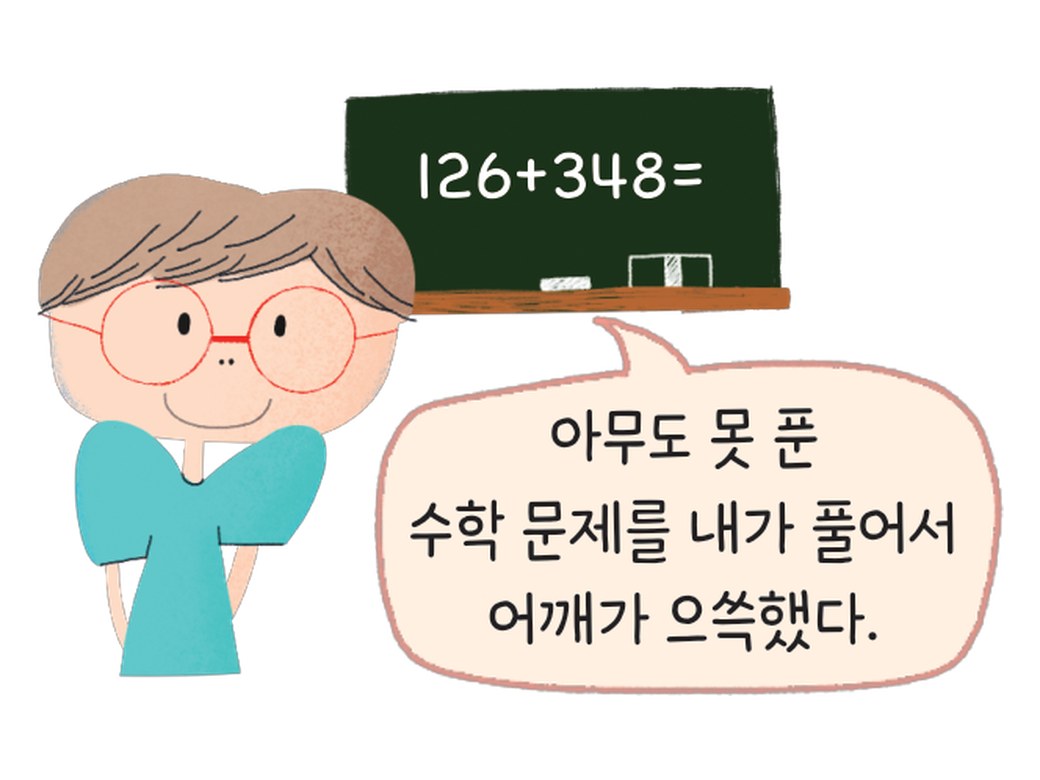 126+348=
아무도 못 푼
수학 문제를 내가 풀어서
어깨가 으쓱했다.